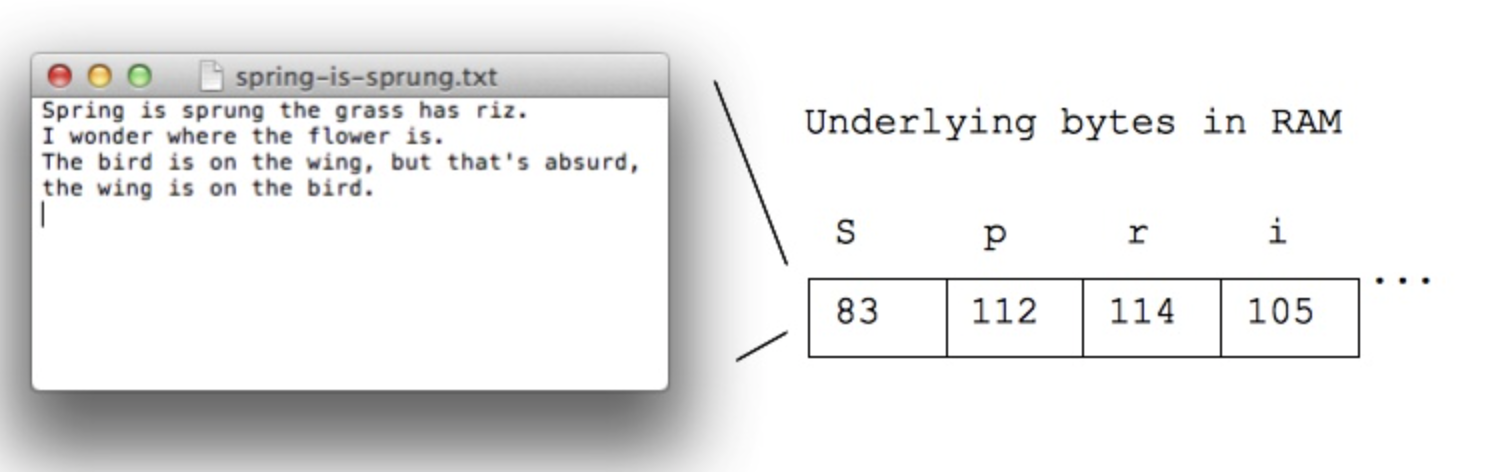 spring-is-sprung.txt
Spring is sprung the grass has riz.
I wonder where the flower is.
The bird is on the wing, but that's absurd,
the wing is on the bird.
Underlying bytes in RAM
S p r i
83 112 114 105 ...